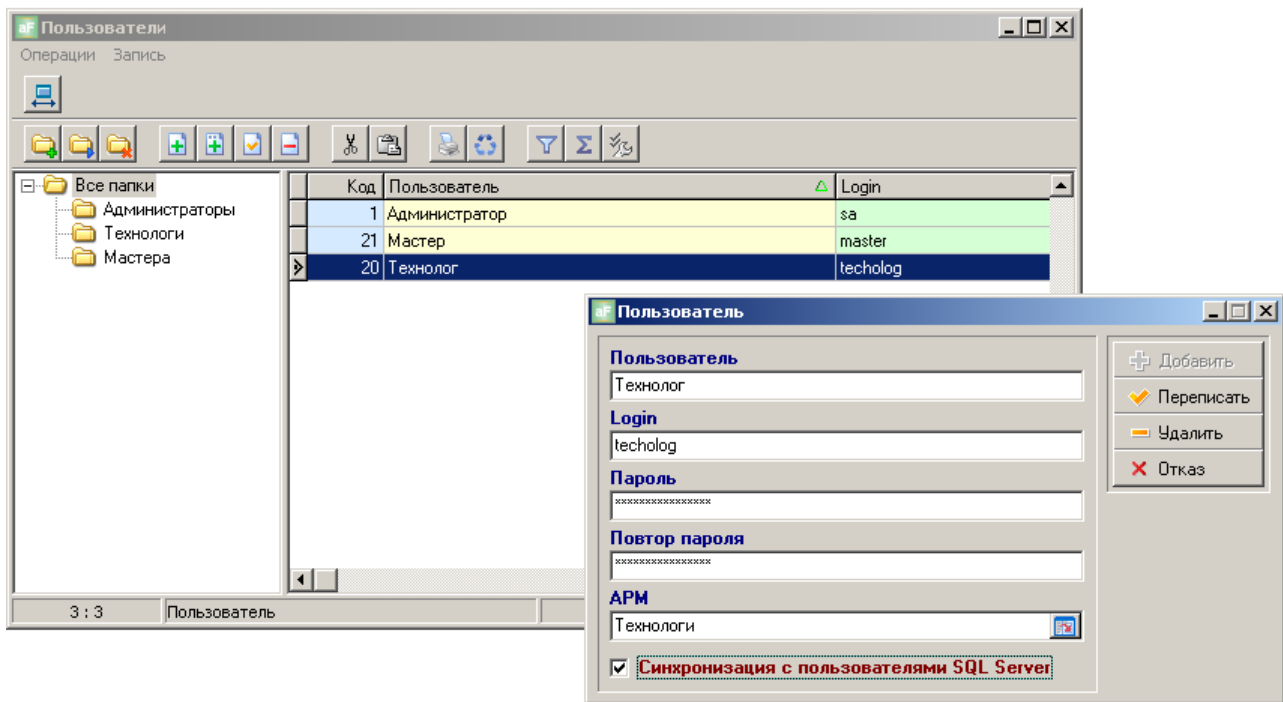 aF Пользователи
Операции Запись
Все папки
Администраторы
Технологи
Мастера
Код Пользователь Login
1 Администратор sa
21 Мастер master
20 Технолог techolog
3 : 3 Пользователь
aF Пользователь
Пользователь
Технолог
Login
techolog
Пароль
xxxxxxxxxxxxxxxx
Повтор пароля
xxxxxxxxxxxxxxxx
АРМ
Технологи
Синхронизация с пользователями SQL Server
Добавить
Переписать
Удалить
Отказ